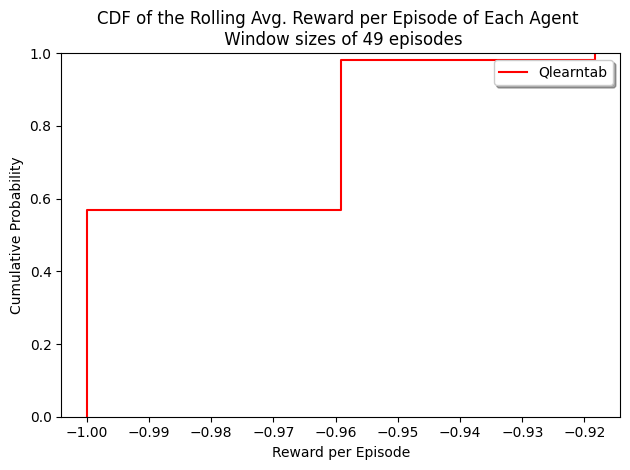 CDF of the Rolling Avg. Reward per Episode of Each Agent
Window sizes of 49 episodes
Qlearntab
Cumulative Probability
1.0
0.8
0.6
0.4
0.2
0.0
−1.00 −0.99 −0.98 −0.97 −0.96 −0.95 −0.94 −0.93 −0.92
Reward per Episode